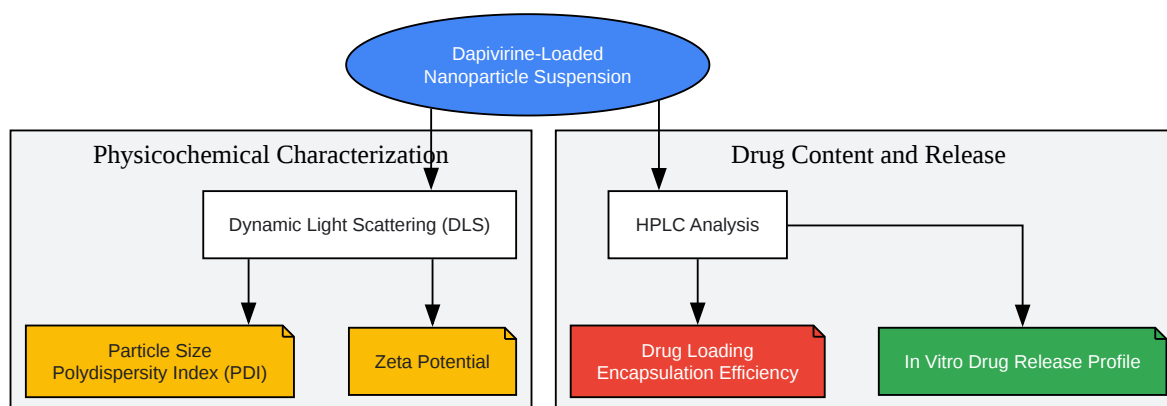 Dapivirine-Loaded
Nanoparticle Suspension
Physicochemical Characterization
Drug Content and Release
Dynamic Light Scattering (DLS)
HPLC Analysis
Particle Size
Polydispersity Index (PDI)
Zeta Potential
Drug Loading
Encapsulation Efficiency
In Vitro Drug Release Profile